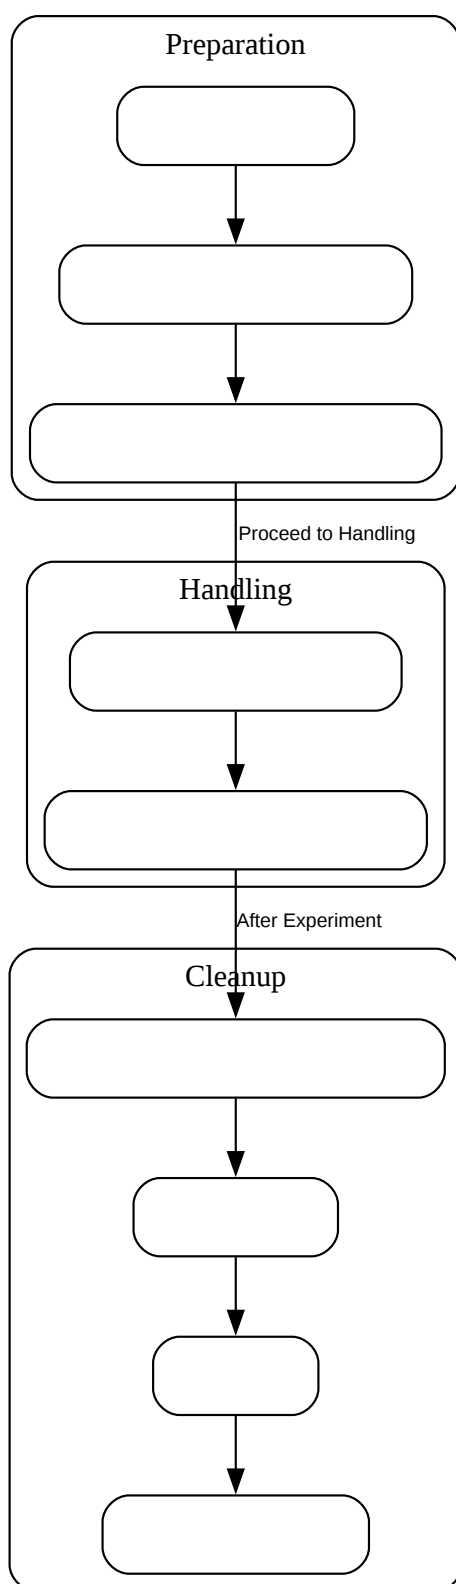 Preparation
Proceed to Handling
Handling
After Experiment
Cleanup